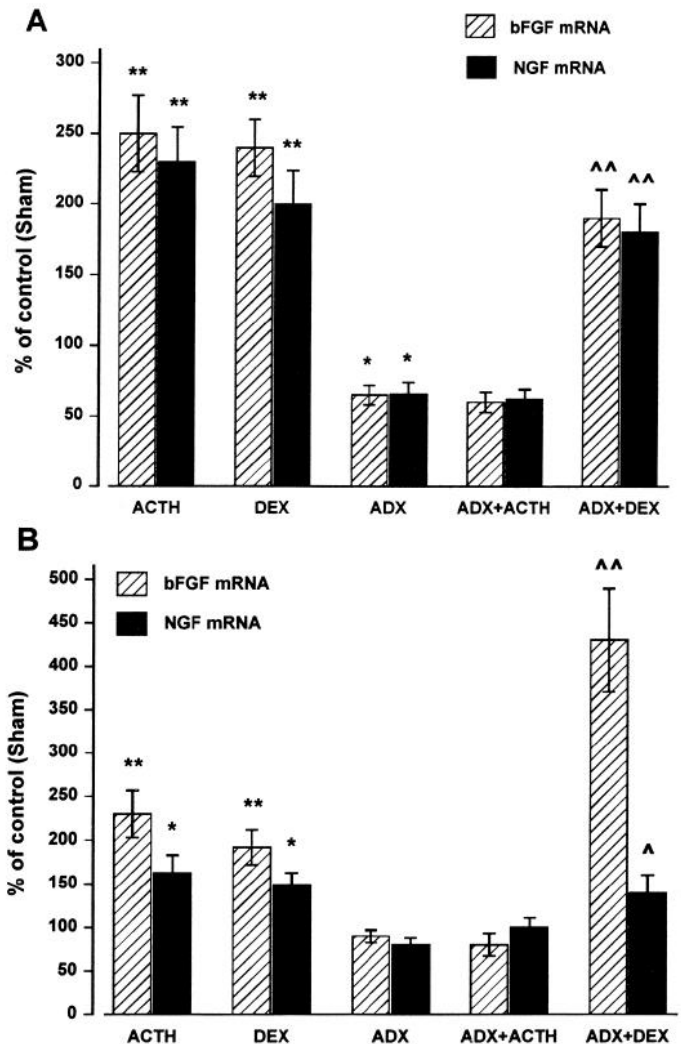 A
bFGF mRNA
NGF mRNA
% of control (Sham)
300
250
200
150
100
50
0
** ** ** ** * * ^^ ^^
ACTH DEX ADX ADX+ACTH ADX+DEX
B
bFGF mRNA
NGF mRNA
% of control (Sham)
500
450
400
350
300
250
200
150
100
50
0
** * ** * ^^ ^
ACTH DEX ADX ADX+ACTH ADX+DEX